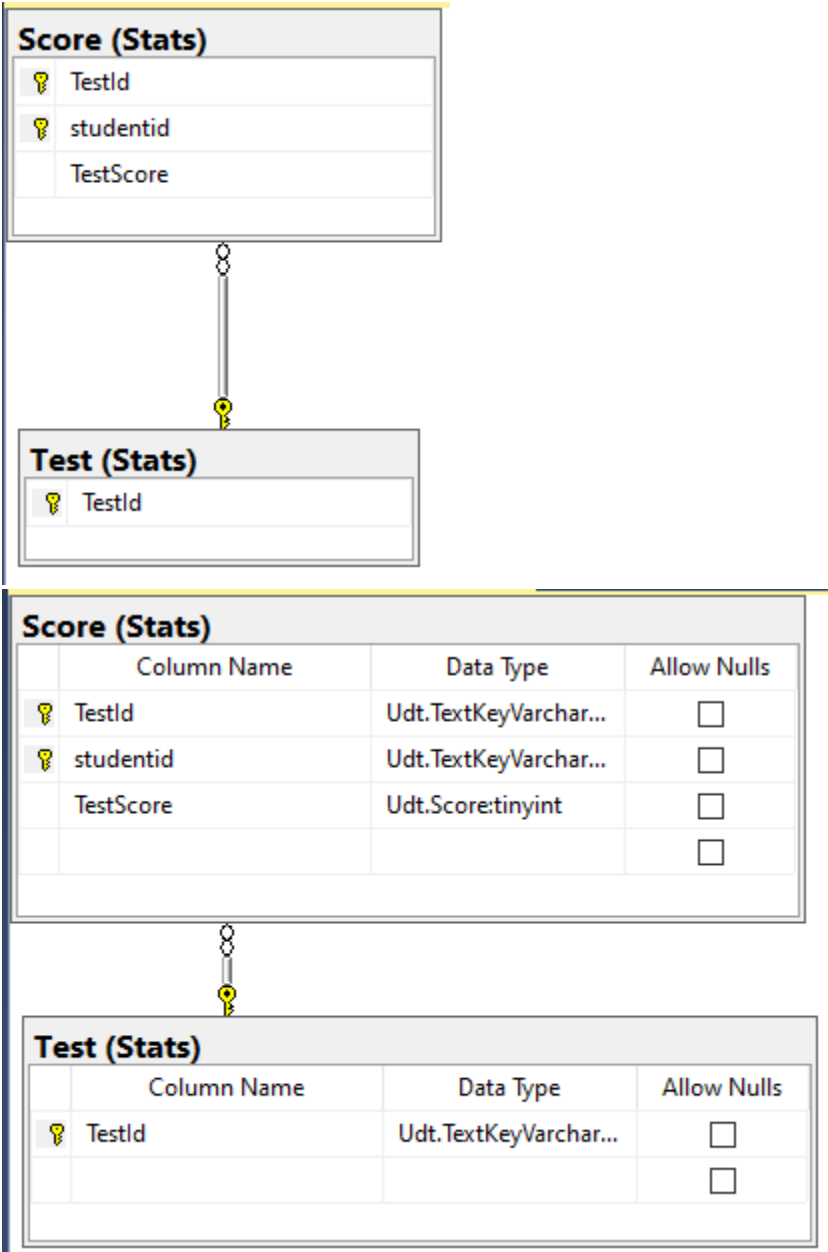 Score (Stats)
TestId
studentid
TestScore
Test (Stats)
TestId
Score (Stats)
Column Name Data Type Allow Nulls
TestId Udt.TextKeyVarchar...
studentid Udt.TextKeyVarchar...
TestScore Udt.Score:tinyint
Test (Stats)
Column Name Data Type Allow Nulls
TestId Udt.TextKeyVarchar...